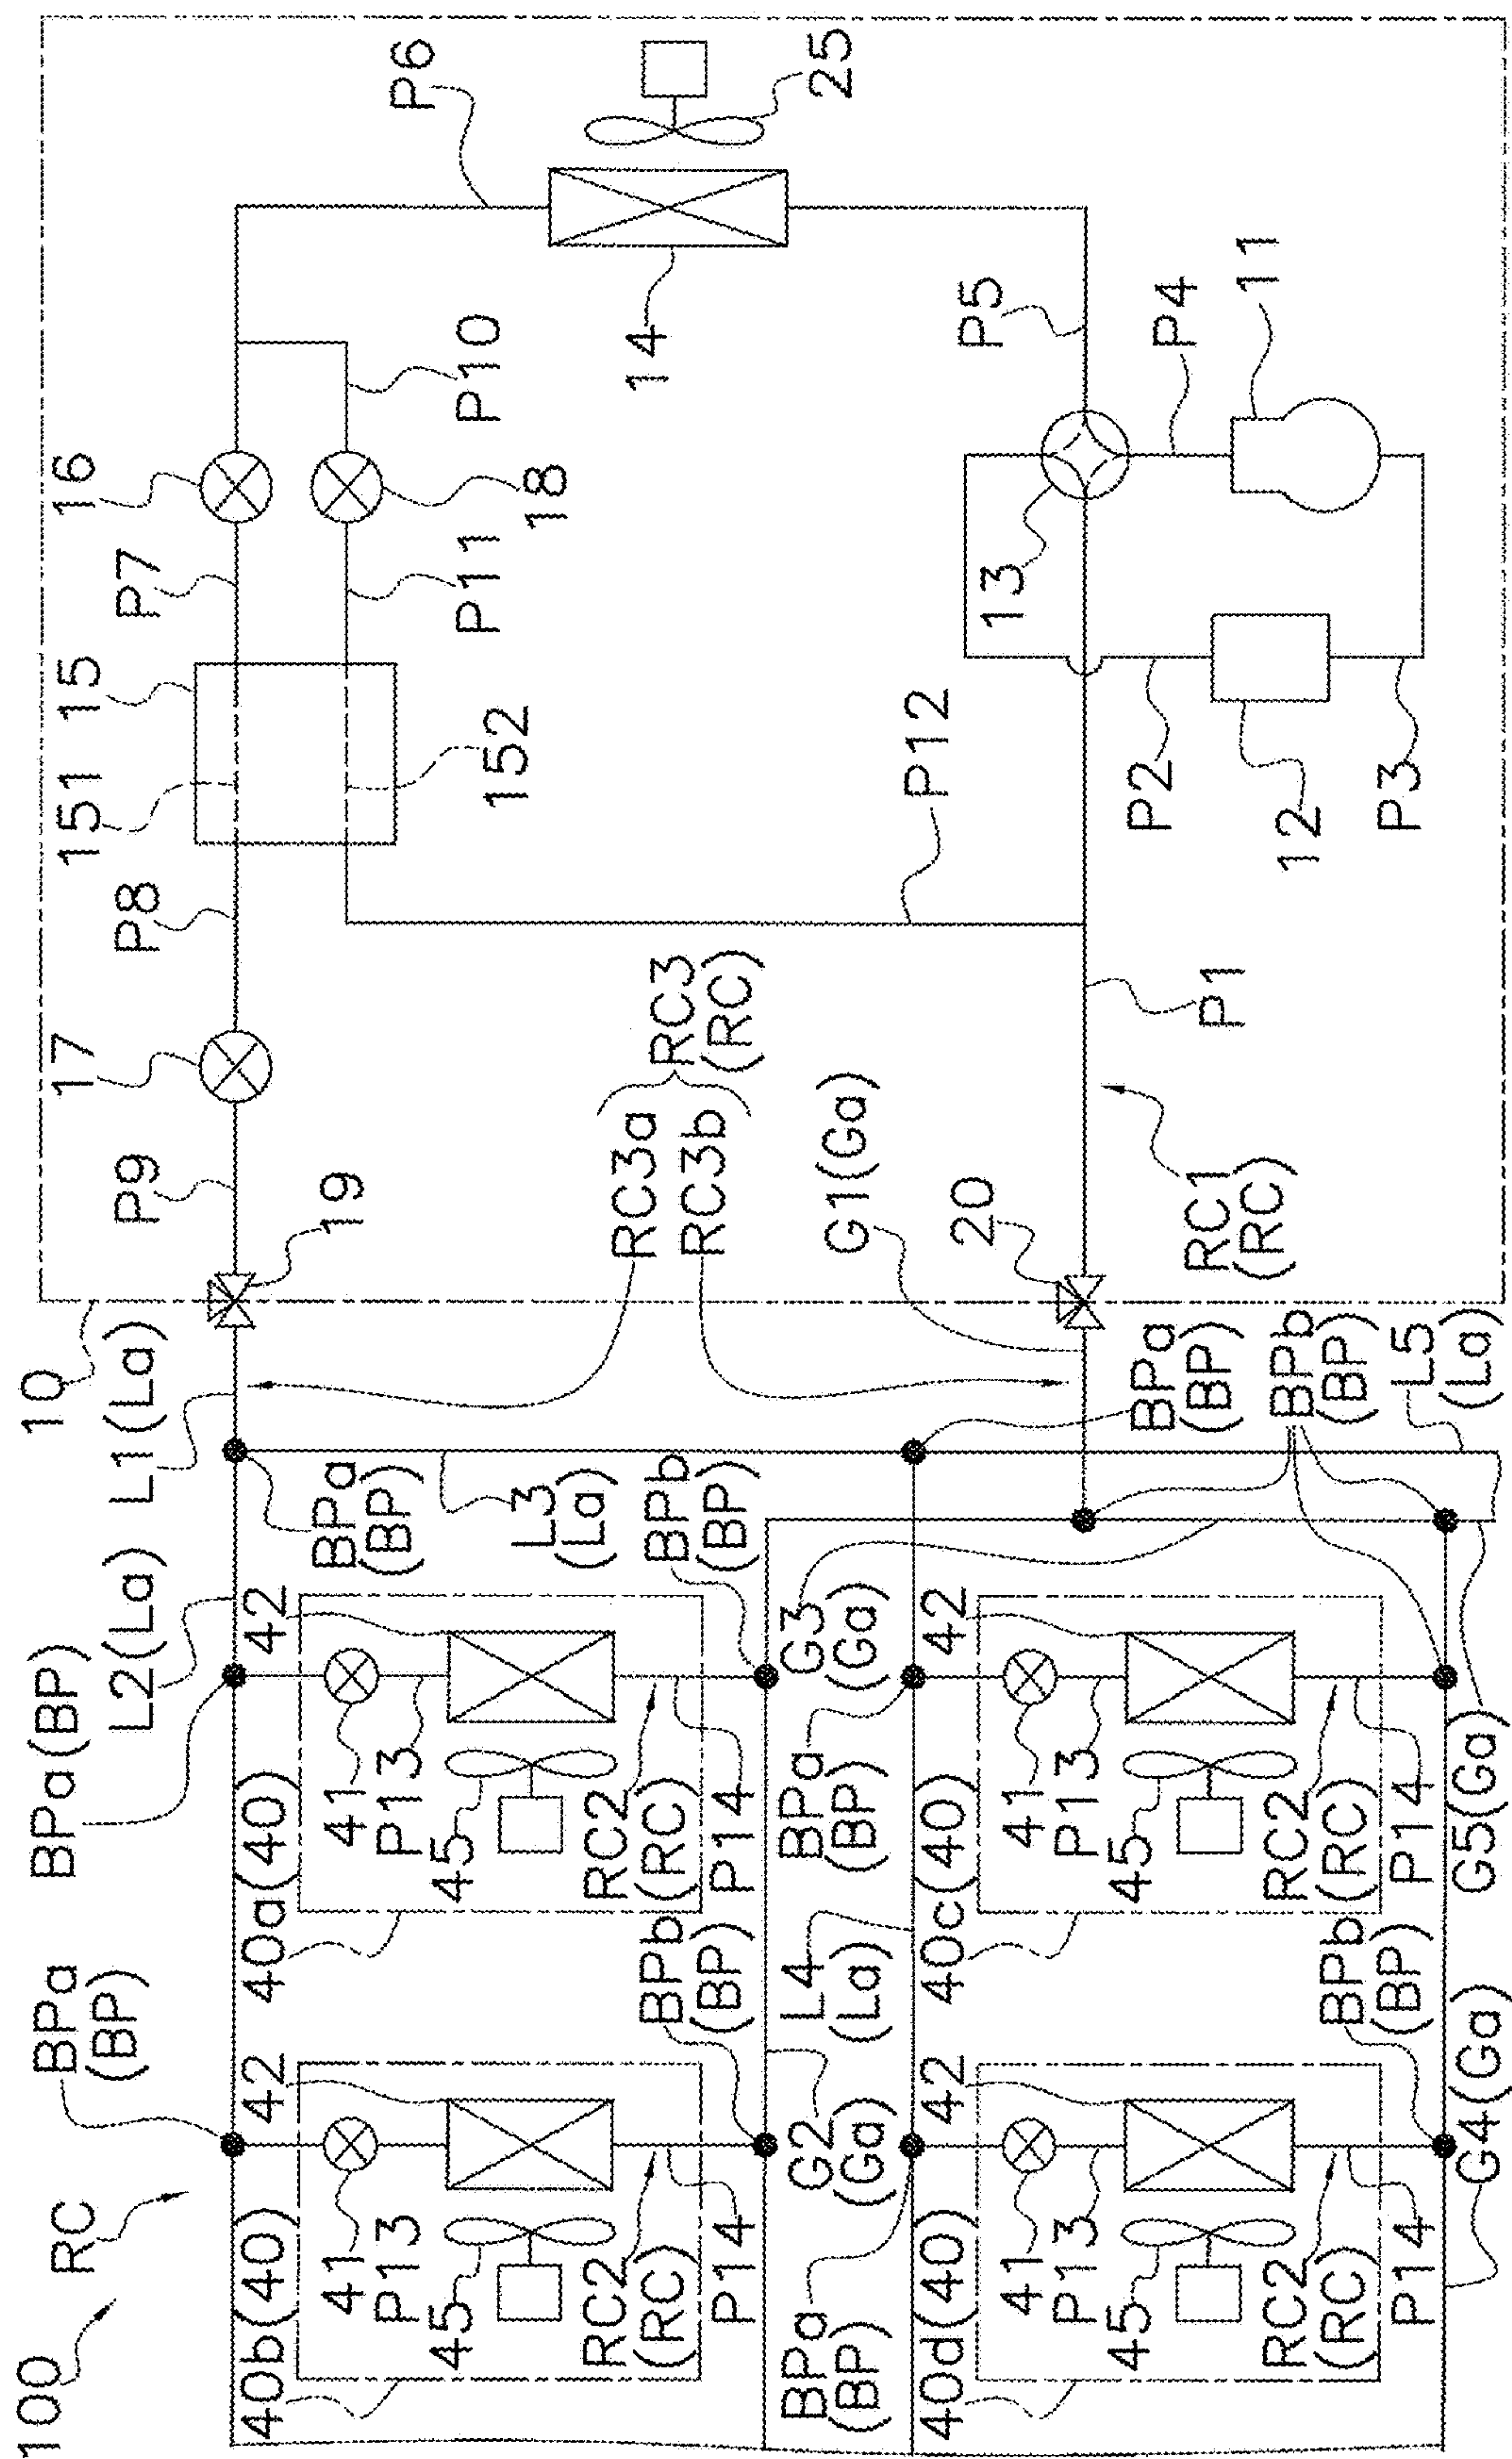 100
RC
10
BPa
(BP)
BPa(BP)
L2(La)
L1(La)
P9
17
P8
151
15
P7
16
P6
25
14
P10
18
P11
152
19
RC3a
RC3b
RC3
(RC)
P12
P5
P4
11
13
P2
12
P3
P1
G1(Ga)
20
RC1
(RC)
BPa
(BP)
L3
(La)
BPb
(BP)
BPa
(BP)
BPb
(BP)
L5
(La)
40b(40)
42
41
P13
45
RC2
(RC)
P14
40a(40)
42
41
P13
45
RC2
(RC)
P14
BPb
(BP)
G2
(Ga)
L4
(La)
G3
(Ga)
BPa
(BP)
BPa
(BP)
40d(40)
42
41
P13
45
RC2
(RC)
P14
40c(40)
42
41
P13
45
RC2
(RC)
P14
BPb
(BP)
G4(Ga)
G5(Ga)